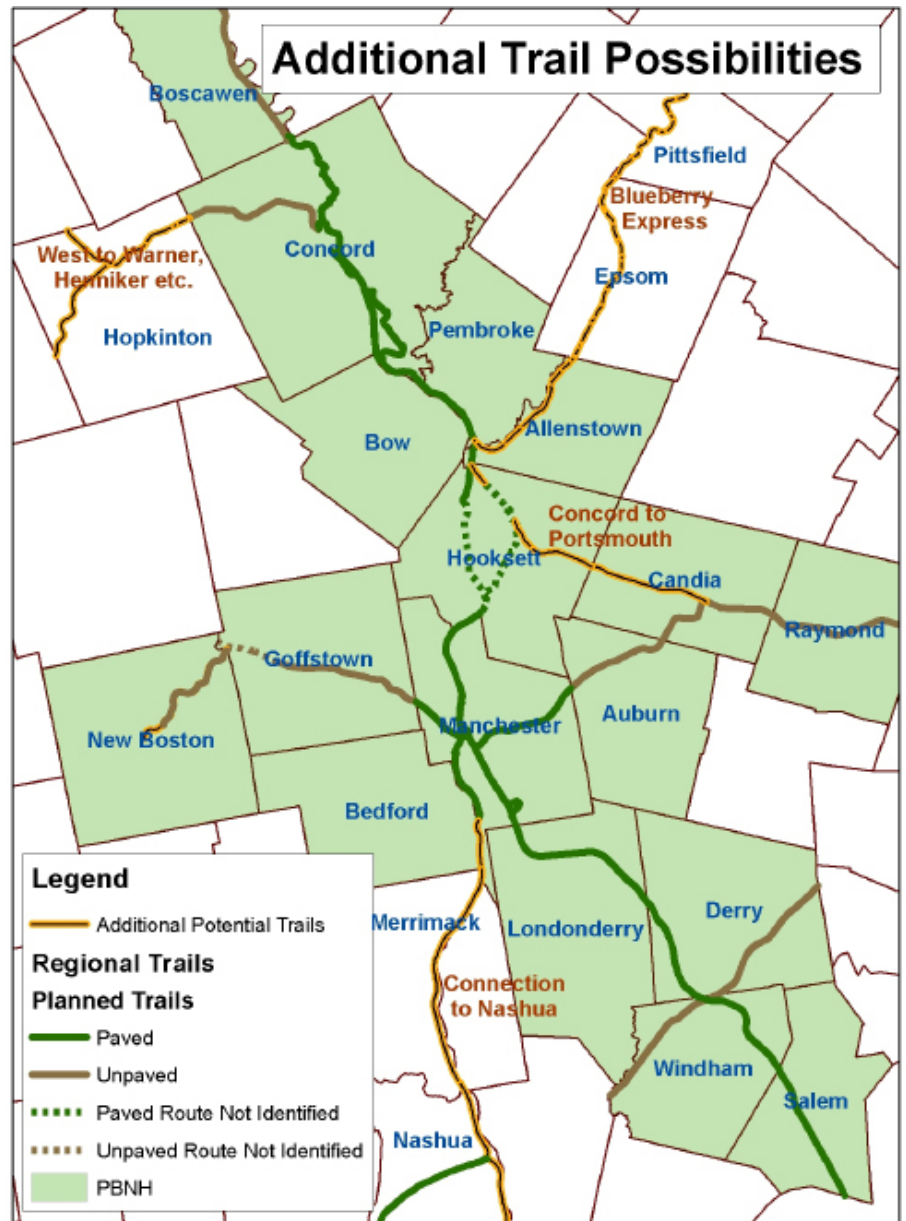 Additional Trail Possibilities
Boscawen
Pittsfield
Blueberry
Express
Concord
West to Warner,
Henniker etc.
Epsom
Hopkinton
Pembroke
Bow
Allenstown
Concord to
Portsmouth
Hooksett
Candia
Raymond
Goffstown
Auburn
Manchester
New Boston
Bedford
Merrimack
Londonderry
Derry
Connection
to Nashua
Windham
Salem
Nashua
Legend
Additional Potential Trails
Regional Trails
Planned Trails
Paved
Unpaved
Paved Route Not Identified
Unpaved Route Not Identified
PBNH